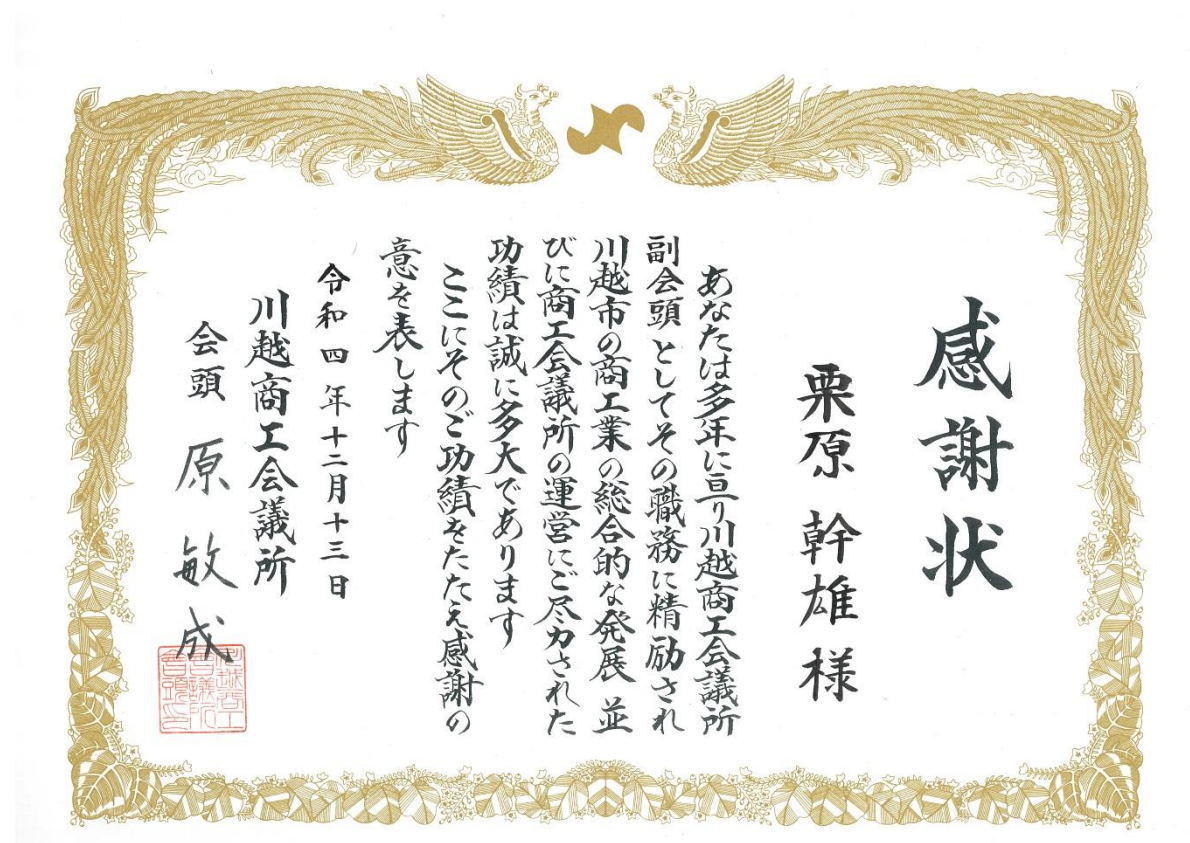 感謝状
栗原 幹雄 様
あなたは多年に亘り川越商工会議所
副会頭としてその職務に精励され
川越市の商工業の総合的な発展 並
びに商工会議所の運営にご尽力された
功績は誠に多大であります
ここにそのご功績をたたえ感謝の
意を表します
令和四年十二月十三日
川越商工会議所
会頭 原 敏成